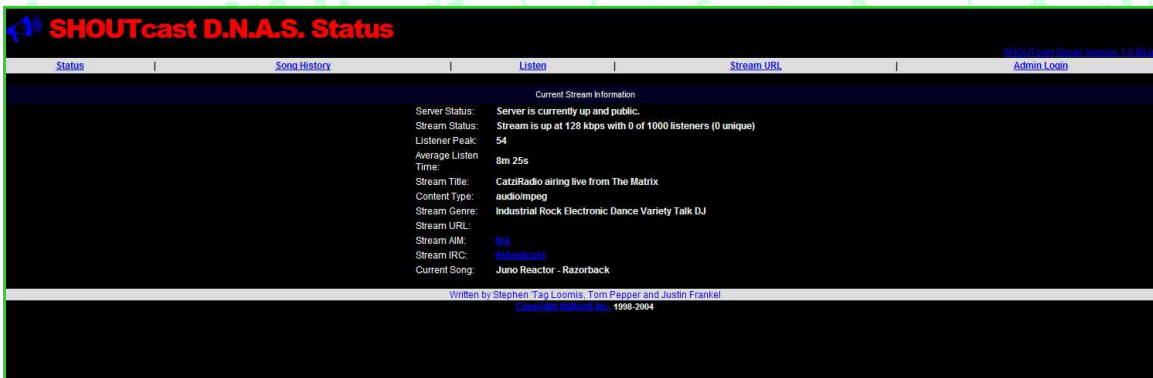 SHOUTcast D.N.A.S. Status
SHOUTcast Server Version 1.9.8/Linux
Status | Song History | Listen | Stream URL | Admin Login
Current Stream Information
Server Status: Server is currently up and public.
Stream Status: Stream is up at 128 kbps with 0 of 1000 listeners (0 unique)
Listener Peak: 54
Average Listen
Time: 8m 25s
Stream Title: CatziRadio airing live from The Matrix
Content Type: audio/mpeg
Stream Genre: Industrial Rock Electronic Dance Variety Talk DJ
Stream URL:
Stream AIM: N/A
Stream IRC: #shoutcast
Current Song: Juno Reactor - Razorback
Written by Stephen 'Tag Loomis, Tom Pepper and Justin Frankel
Copyright Nullsoft Inc. 1998-2004